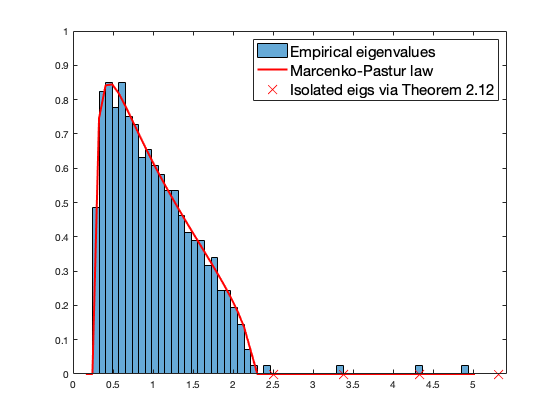 1
0.9
0.8
0.7
0.6
0.5
0.4
0.3
0.2
0.1
0
Empirical eigenvalues
Marcenko-Pastur law
Isolated eigs via Theorem 2.12
0 0.5 1 1.5 2 2.5 3 3.5 4 4.5 5